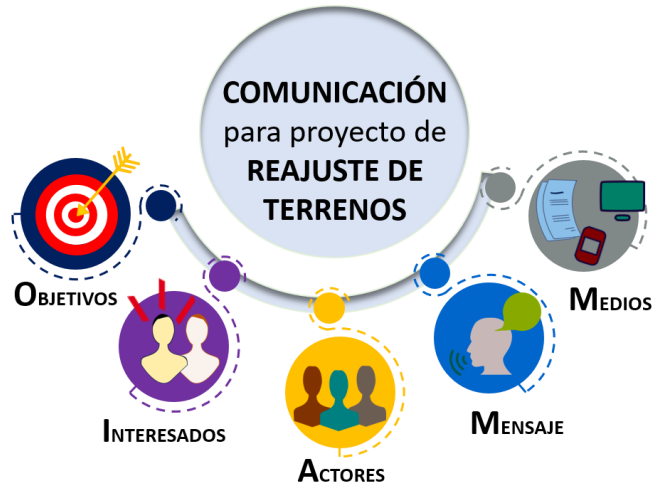 COMUNICACIÓN
para proyecto de
REAJUSTE DE
TERRENOS
OBJETIVOS
INTERESADOS
ACTORES
MENSAJE
MEDIOS